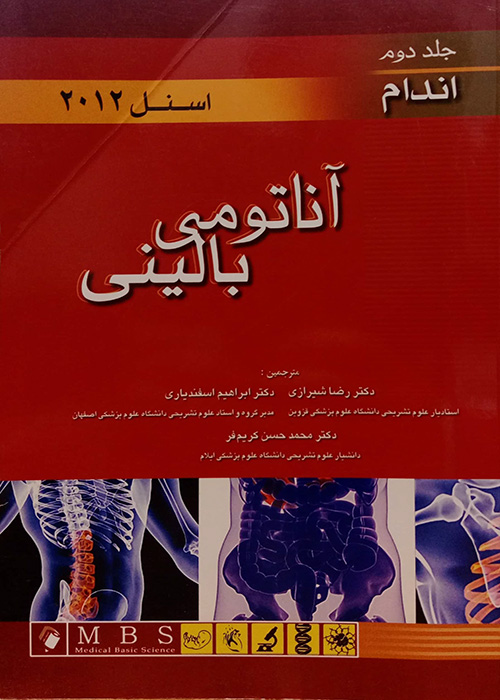 جلد دوم
اندام
اسنل ۲۰۱۲
آناتومی
بالینی
مترجمین :
دکتر رضا شیرازی دکتر ابراهیم اسفندیاری
استادیار علوم تشریحی دانشگاه علوم پزشکی قزوین مدیر گروه و استاد علوم تشریحی دانشگاه علوم پزشکی اصفهان
دکتر محمد حسن کریم‌فر
دانشیار علوم تشریحی دانشگاه علوم پزشکی ایلام
M B S
Medical Basic Science